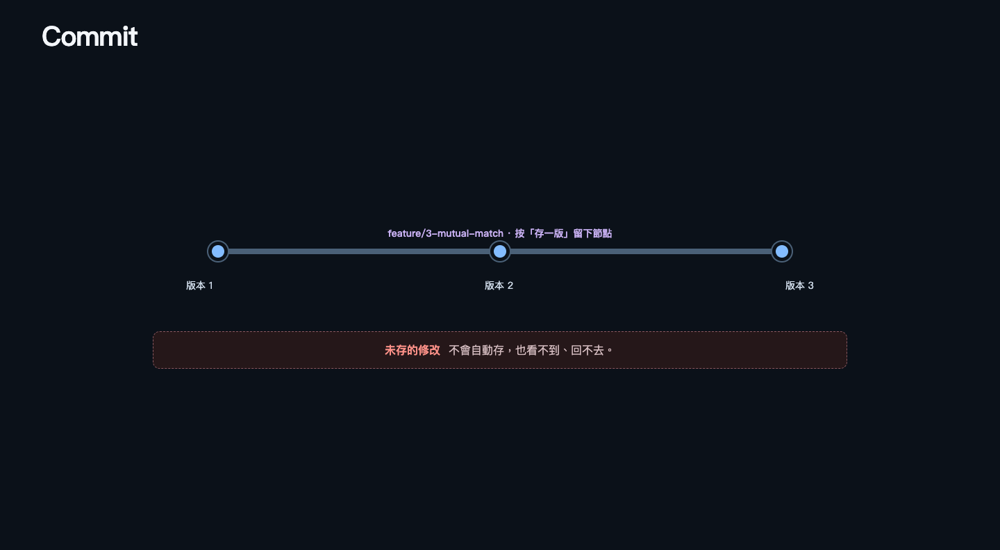 Commit
feature/3-mutual-match · 按「存一版」留下節點
版本 1
版本 2
版本 3
未存的修改 不會自動存，也看不到、回不去。